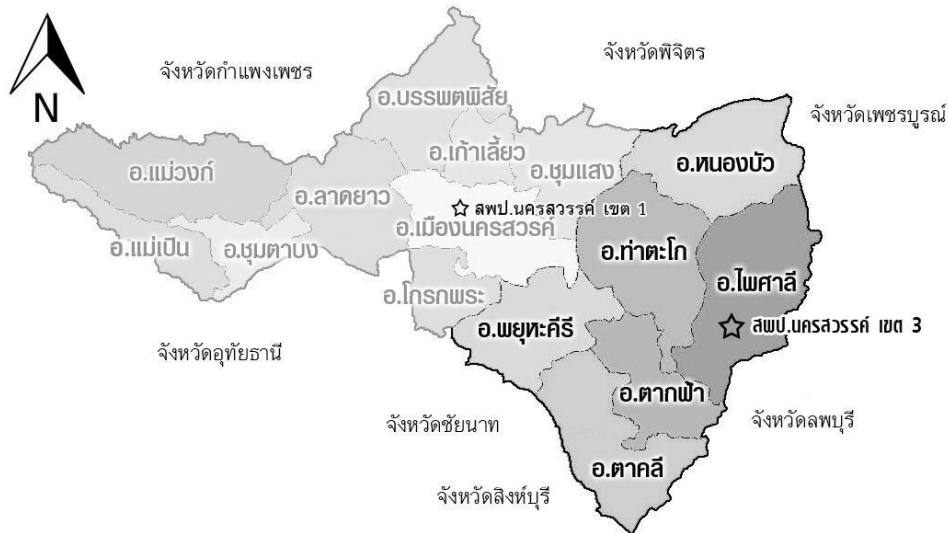 จังหวัดพิจิตร
จังหวัดกำแพงเพชร
N
อ.บรรพตพิสัย
จังหวัดเพชรบูรณ์
อ.เก้าเลี้ยว
อ.หนองบัว
อ.ชุมแสง
อ.แม่วงก์
อ.ลาดยาว
สพป.นครสวรรค์ เขต 1
อ.เมืองนครสวรค์
อ.แม่เปิน
อ.ชุมตาบง
อ.ท่าตะโก
อ.ไพศาลี
อ.โกรกพระ
อ.พยุหะคีรี
สพป.นครสวรรค์ เขต 3
จังหวัดอุทัยธานี
อ.ตากฟ้า
จังหวัดชัยนาท
จังหวัดลพบุรี
อ.ตาคลี
จังหวัดสิงห์บุรี